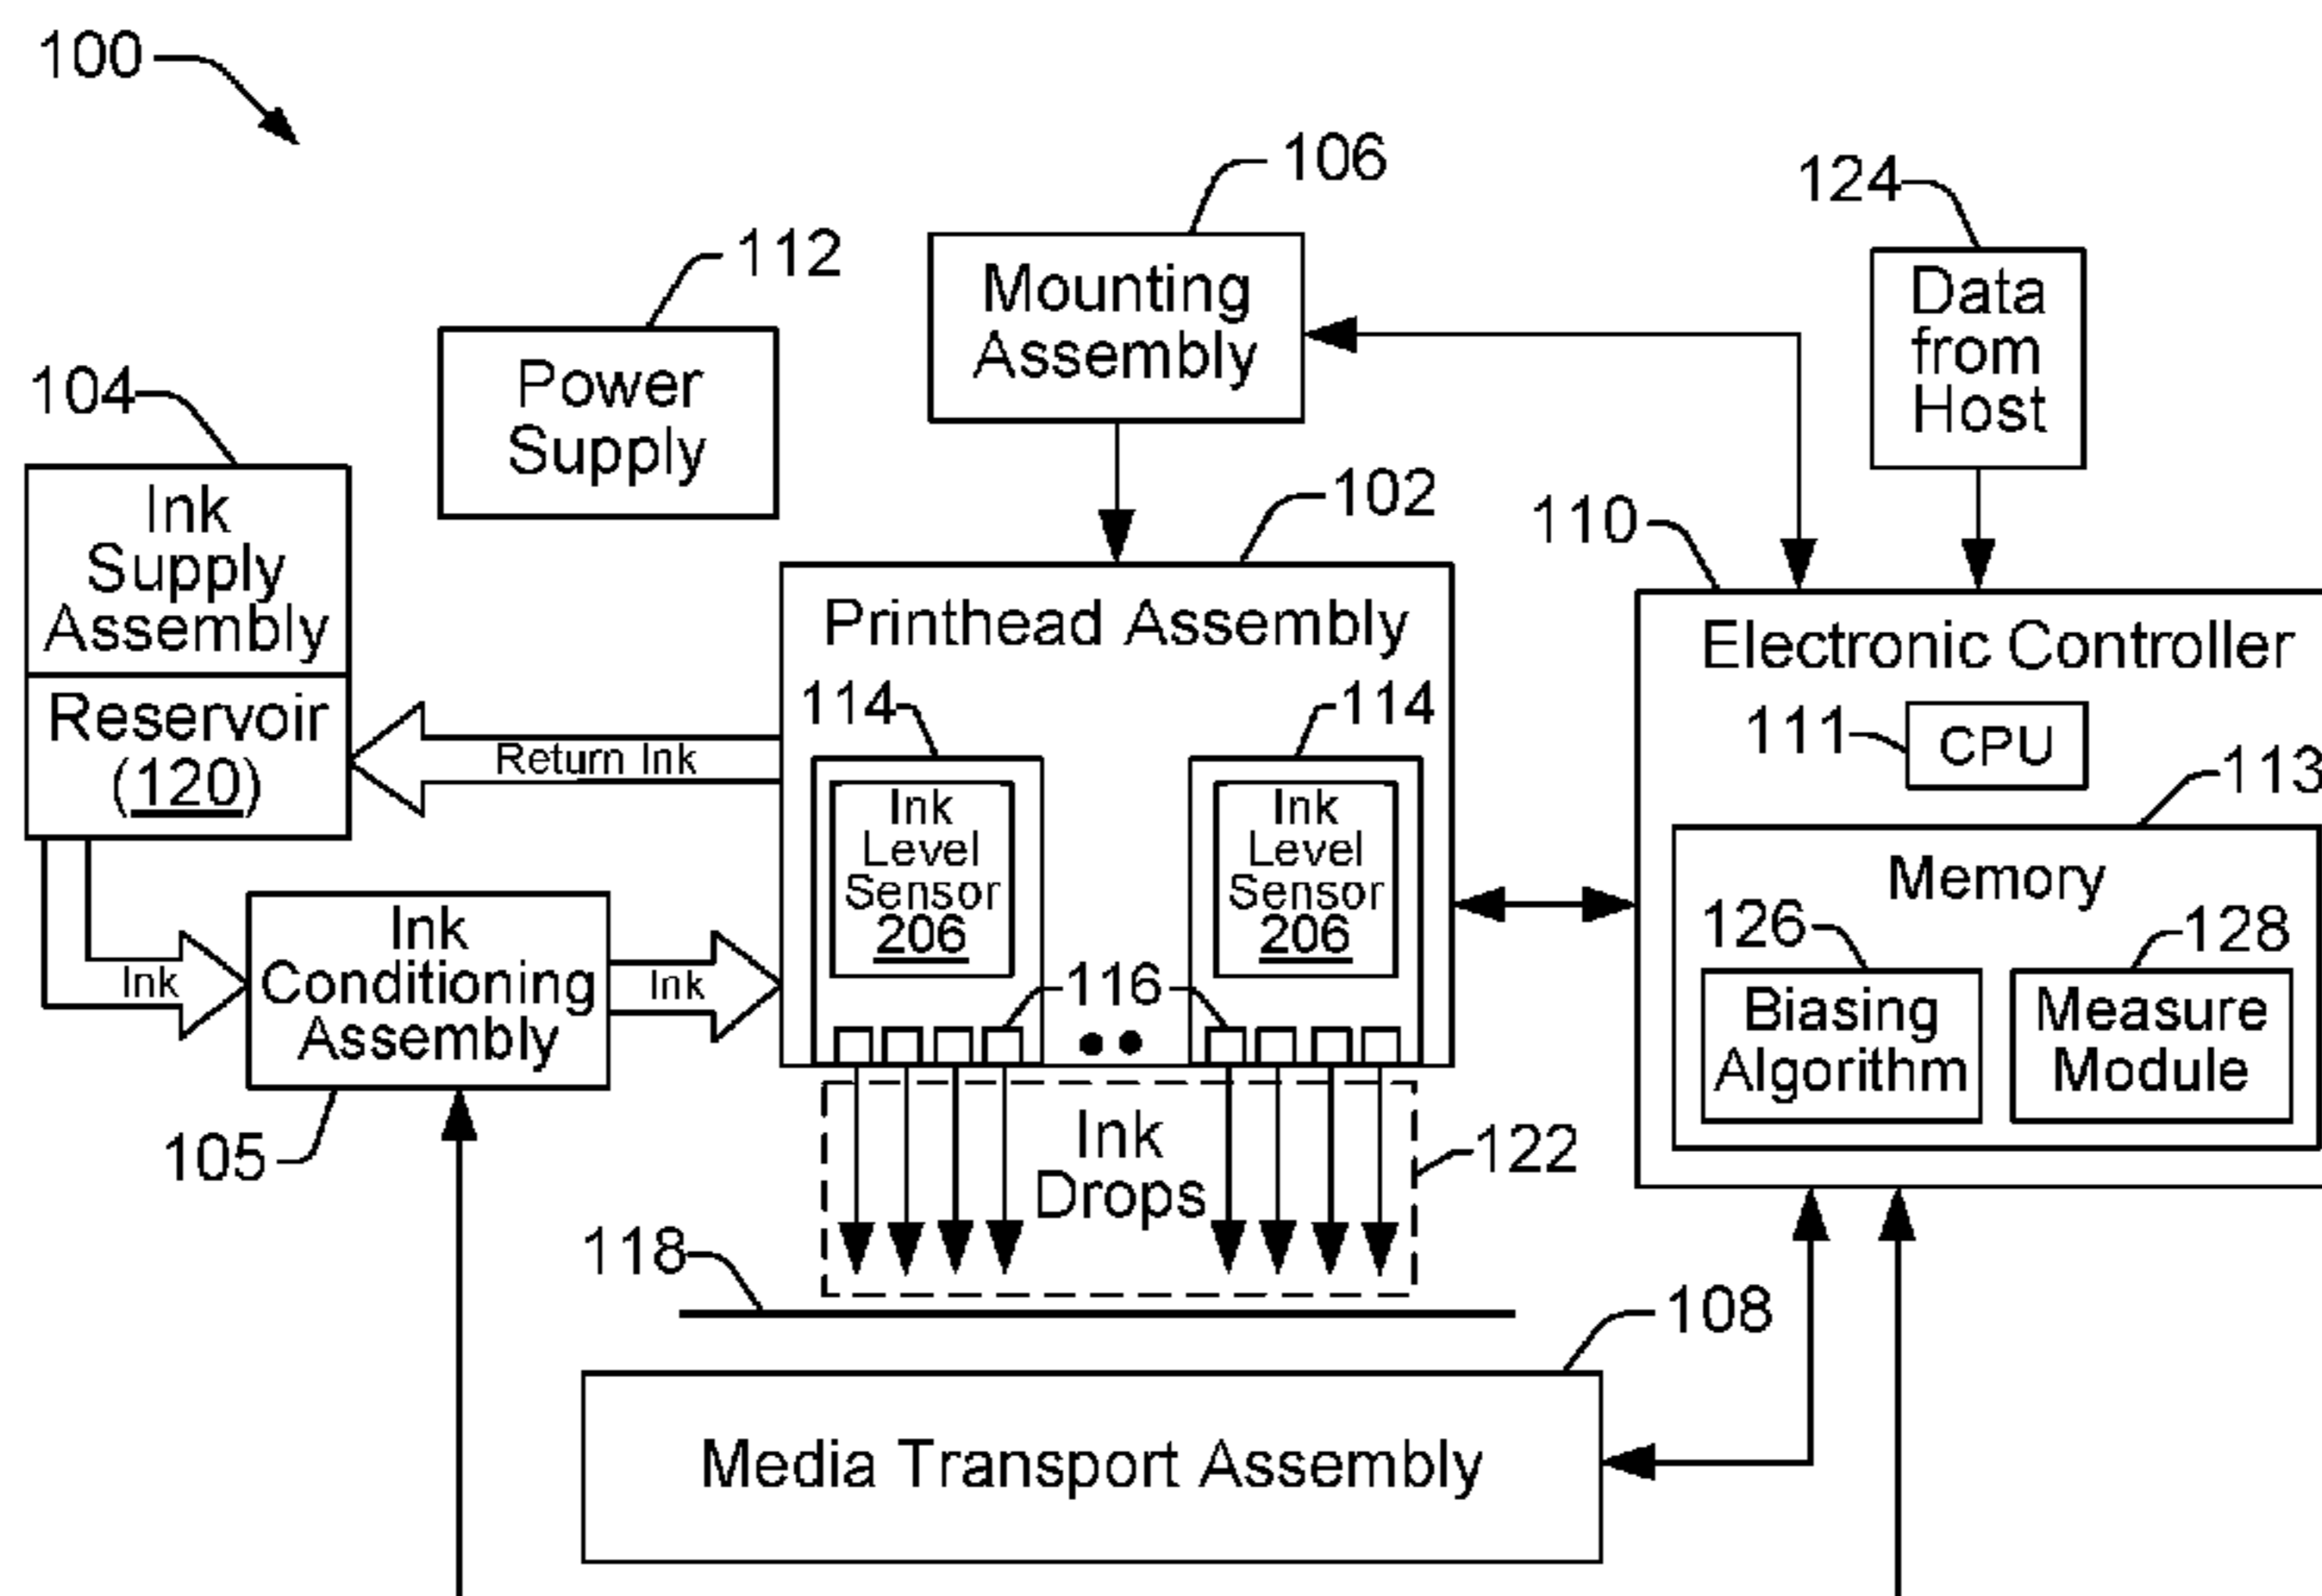 100
106
124
112
Mounting
Assembly
Data
from
Host
Power
Supply
104
102
110
Ink
Supply
Assembly
Reservoir
(120)
Printhead Assembly
Electronic Controller
114
114
111
CPU
113
Return Ink
Ink
Level
Sensor
206
Ink
Level
Sensor
206
Memory
126
128
Biasing
Algorithm
Measure
Module
Ink
Ink
Conditioning
Assembly
Ink
116
105
Ink
Drops
122
118
108
Media Transport Assembly